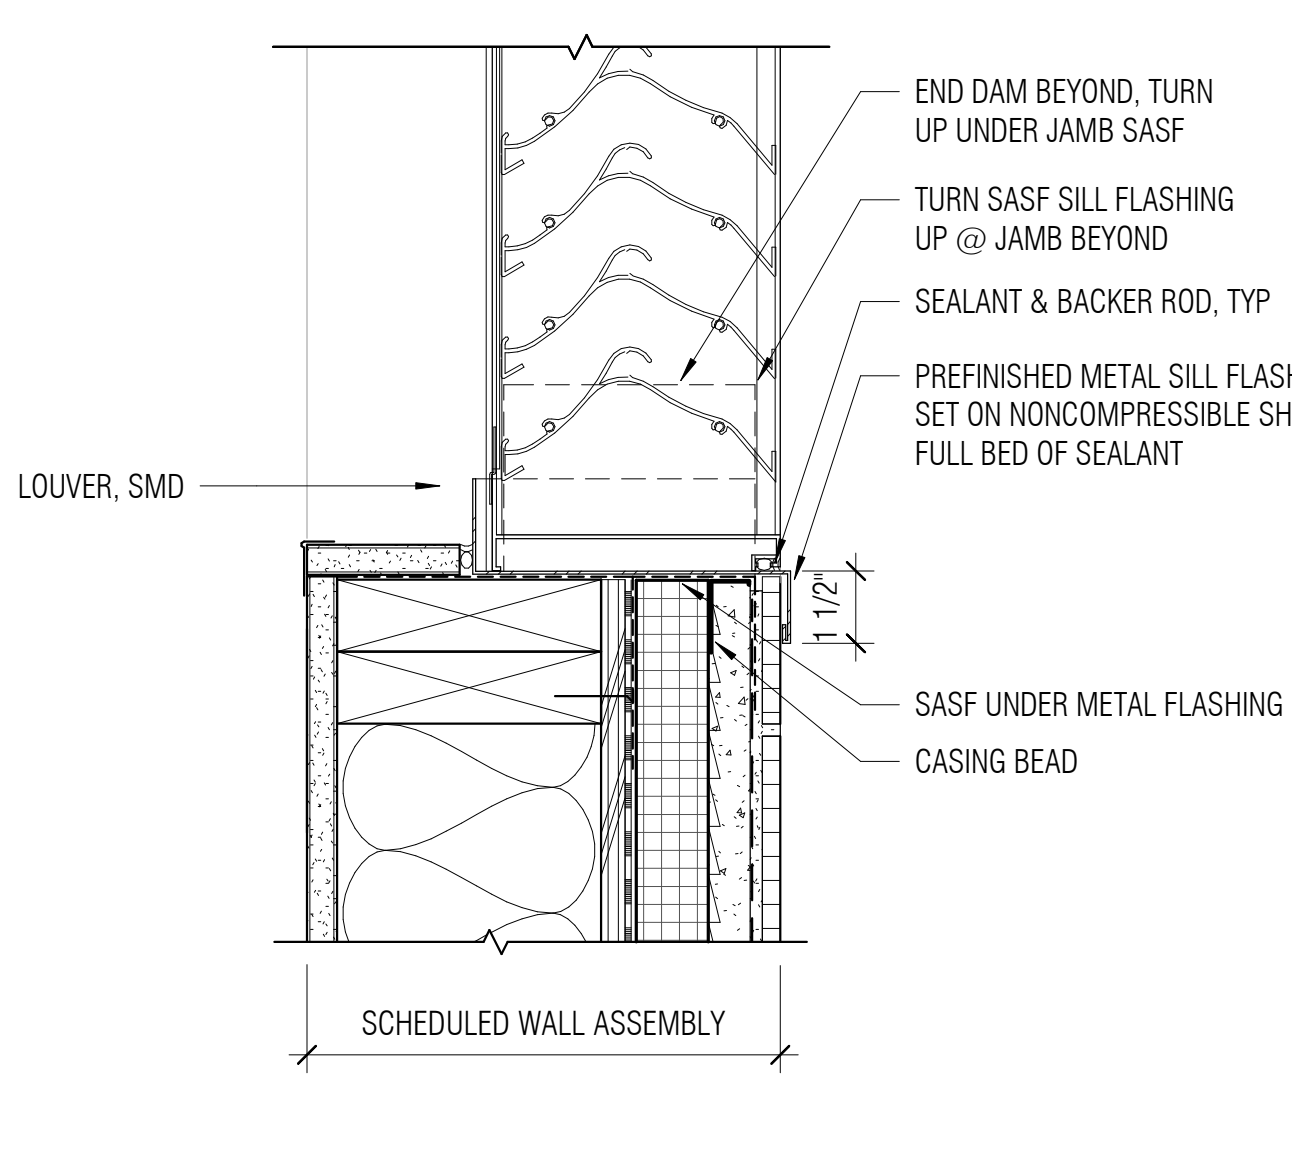 END DAM BEYOND, TURN
UP UNDER JAMB SASF
TURN SASF SILL FLASHING
UP @ JAMB BEYOND
SEALANT & BACKER ROD, TYP
PREFINISHED METAL SILL FLASH
SET ON NONCOMPRESSIBLE SH
FULL BED OF SEALANT
LOUVER, SMD
1 1/2"
SASF UNDER METAL FLASHING
CASING BEAD
SCHEDULED WALL ASSEMBLY